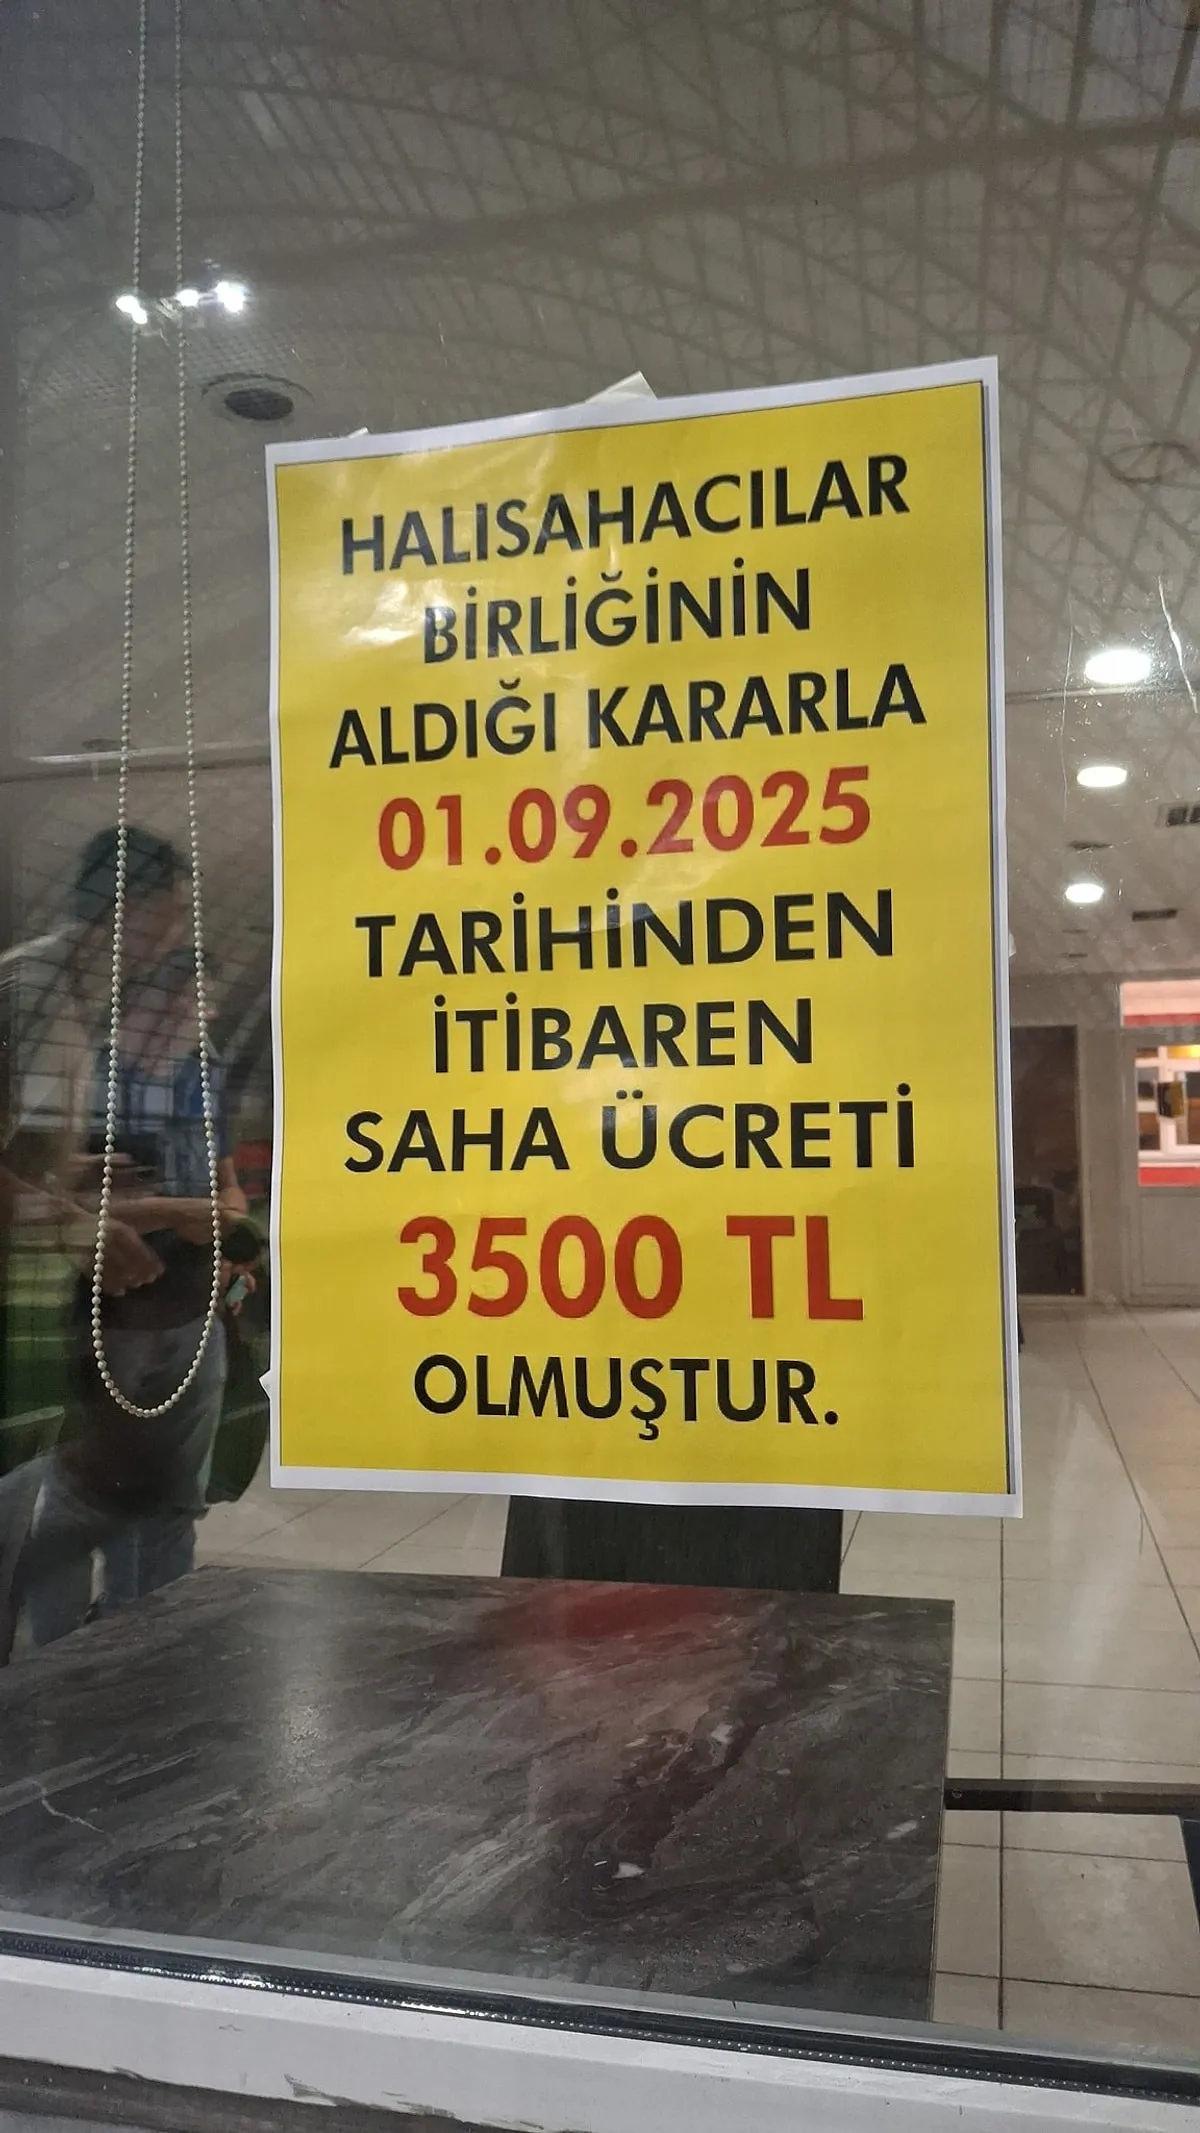 HALISAHACILAR
BİRLİĞİNİN
ALDIĞI KARARLA
01.09.2025
TARİHİNDEN
İTİBAREN
SAHA ÜCRETİ
3500 TL
OLMUŞTUR.